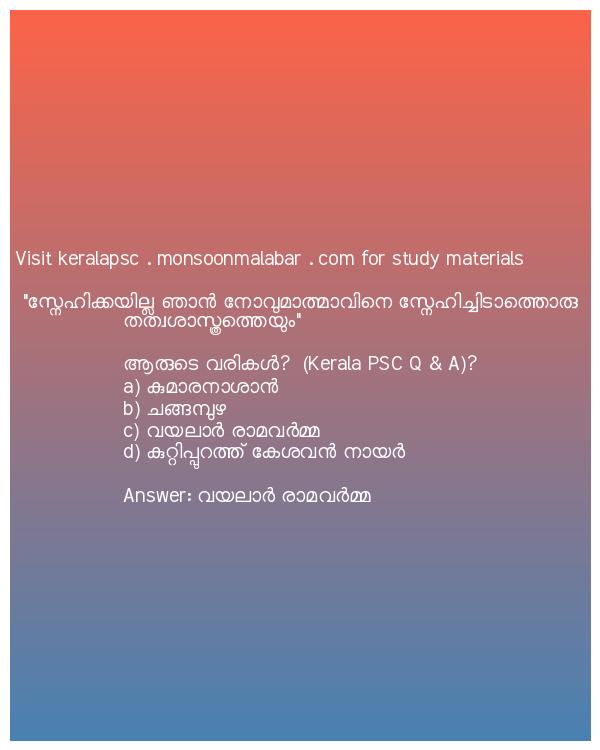 Visit keralapsc . monsoonmalabar . com for study materials
"സ്നേഹിക്കയില്ല ഞാൻ നോവുമാത്മാവിനെ സ്നേഹിച്ചിടാത്തൊരു
തത്വശാസ്ത്രത്തെയും"
ആരുടെ വരികൾ? (Kerala PSC Q & A)?
a) കുമാരനാശാൻ
b) ചങ്ങമ്പുഴ
c) വയലാർ രാമവർമ്മ
d) കുറ്റിപ്പുറത്ത് കേശവൻ നായർ
Answer: വയലാർ രാമവർമ്മ